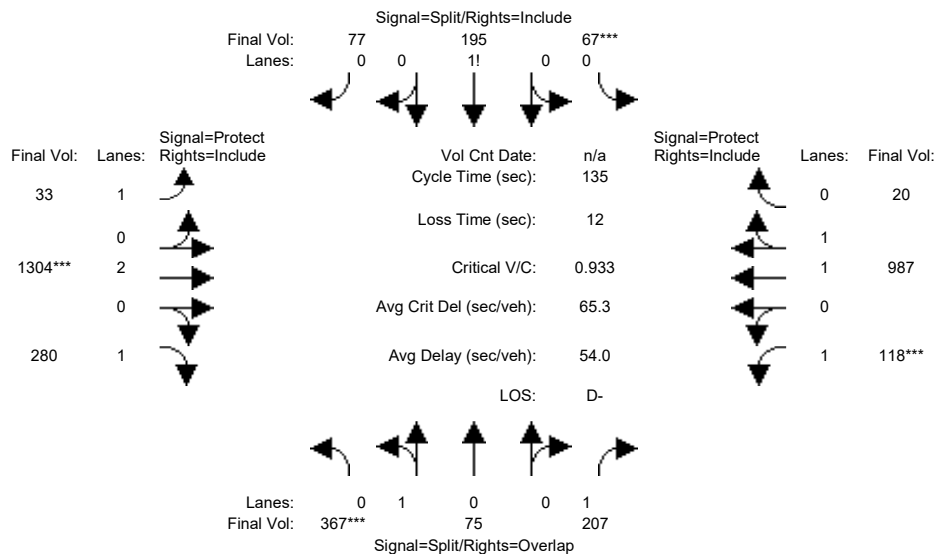 Signal=Split/Rights=Include
Final Vol: 77 195 67***
Lanes: 0 0 1! 0 0
Signal=Protect Signal=Protect
Final Vol: Lanes: Rights=Include Vol Cnt Date: n/a Rights=Include Lanes: Final Vol:
Cycle Time (sec): 135
33 1 0 20
Loss Time (sec): 12
0 1
1304*** 2 Critical V/C: 0.933 1 987
0 Avg Crit Del (sec/veh): 65.3 0
280 1 Avg Delay (sec/veh): 54.0 1 118***
LOS: D-
Lanes: 0 1 0 0 1
Final Vol: 367*** 75 207
Signal=Split/Rights=Overlap